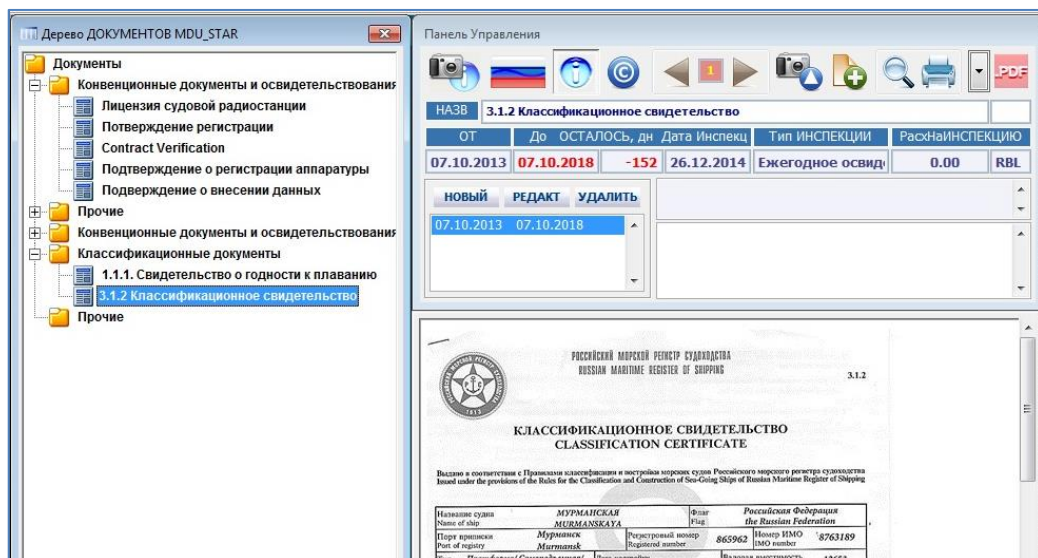 Дерево ДОКУМЕНТОВ MDU_STAR
Документы
Конвенционные документы и освидетельствования
Лицензия судовой радиостанции
Потверждение регистрации
Contract Verification
Подтверждение о регистрации аппаратуры
Подверждение о внесении данных
Прочие
Конвенционные документы и освидетельствования
Классификационные документы
1.1.1. Свидетельство о годности к плаванию
3.1.2 Классификационное свидетельство
Прочие
Панель Управления
1
.PDF
НАЗВ 3.1.2 Классификационное свидетельство
ОТ До ОСТАЛОСЬ, дн Дата Инспекц Тип ИНСПЕКЦИИ РасхНаИНСПЕКЦИЮ
07.10.2013 07.10.2018 -152 26.12.2014 Ежегодное освид 0.00 RBL
НОВЫЙ РЕДАКТ УДАЛИТЬ
07.10.2013 07.10.2018
РОССИЙСКИЙ МОРСКОЙ РЕГИСТР СУДОХОДСТВА
RUSSIAN MARITIME REGISTER OF SHIPPING
3.1.2
1913
КЛАССИФИКАЦИОННОЕ СВИДЕТЕЛЬСТВО
CLASSIFICATION CERTIFICATE
Выдано в соответствии с Правилами классификации и постройки морских судов Российского морского регистра судоходства
Issued under the provisions of the Rules for the Classification and Construction of Sea-Going Ships of Russian Maritime Register of Shipping
Название судна МУРМАНСКАЯ Флаг Российская Федерация
Name of ship MURMANSKAYA Flag the Russian Federation
Порт приписки Мурманск Регистровый номер 865962 Номер ИМО 8763189
Port of registry Murmansk Registered number IMO number